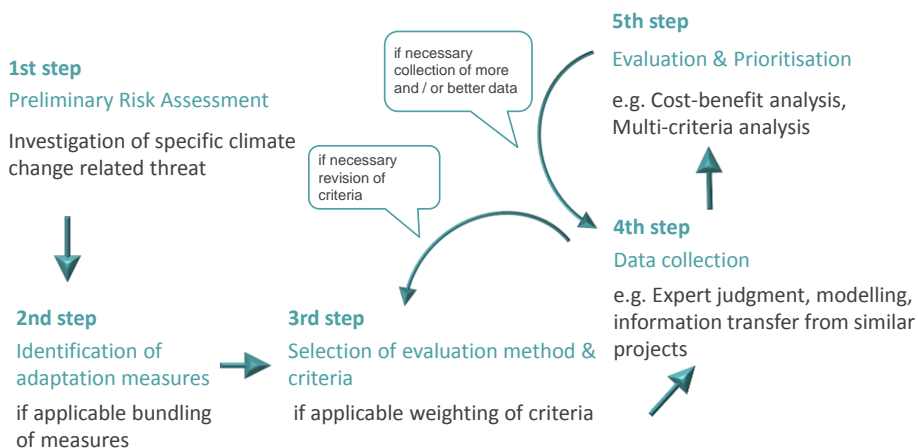 1st step
Preliminary Risk Assessment
Investigation of specific climate
change related threat
2nd step
Identification of
adaptation measures
if applicable bundling
of measures
3rd step
Selection of evaluation method &
criteria
if applicable weighting of criteria
if necessary
revision of
criteria
4th step
Data collection
e.g. Expert judgment, modelling,
information transfer from similar
projects
if necessary
collection of more
and / or better data
5th step
Evaluation & Prioritisation
e.g. Cost-benefit analysis,
Multi-criteria analysis